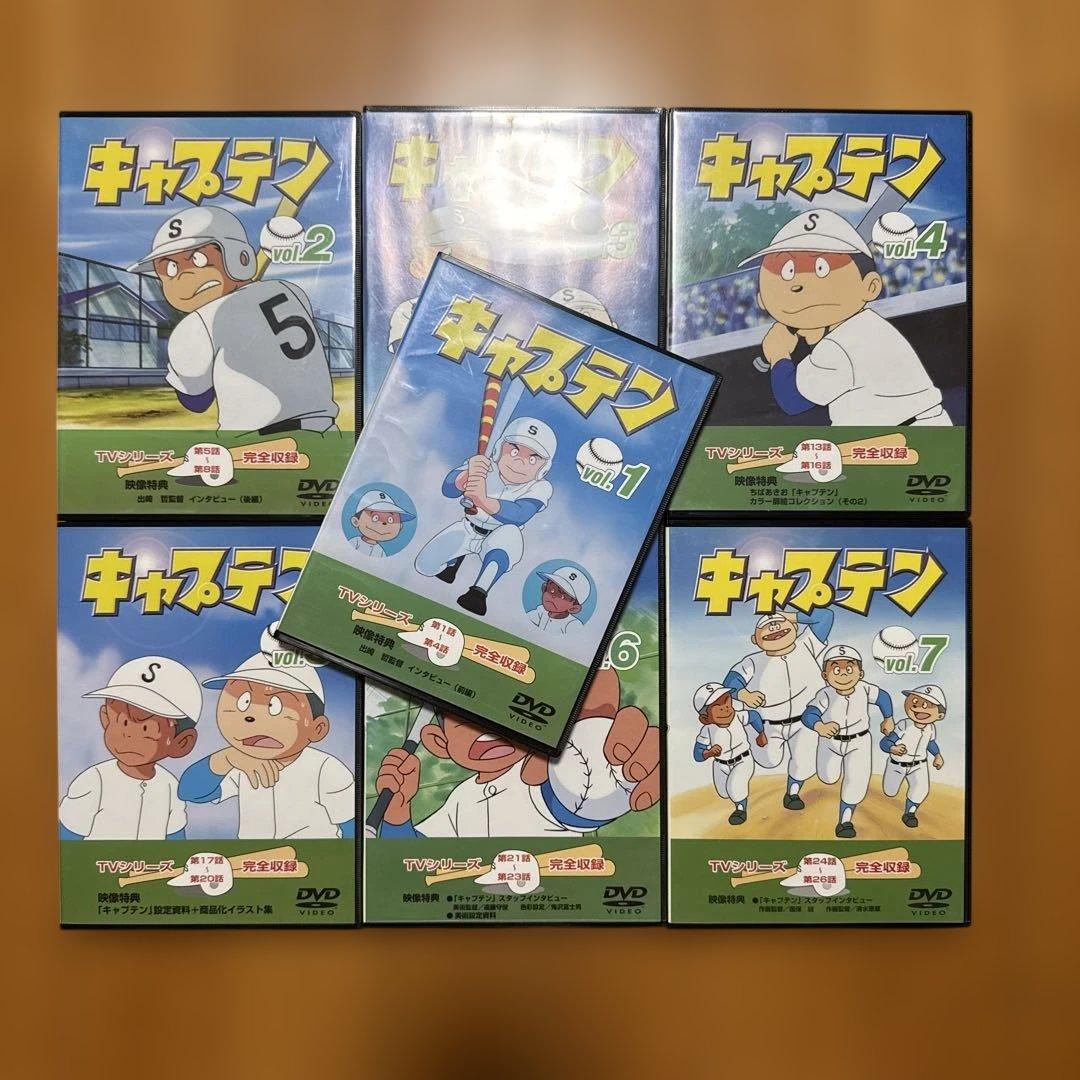 キャプテン
S
5
vol.2
TVシリーズ
第5話
~
第8話
完全収録
映像特典
出﨑 哲監督 インタビュー(後編)
DVD
VIDEO
キャプテン
3
キャプテン
S
vol.4
TVシリーズ
第13話
~
第16話
完全収録
映像特典
ちばあきお「キャプテン」
カラー扉絵コレクション(その2)
DVD
VIDEO
キャプテン
S
S
S
vol.1
TVシリーズ
第1話
~
第4話
完全収録
映像特典
出﨑 哲監督 インタビュー(前編)
DVD
VIDEO
キャプテン
vol.
S
S
TVシリーズ
第17話
~
第20話
完全収録
映像特典
「キャプテン」設定資料+商品化イラスト集
DVD
VIDEO
.6
TVシリーズ
第21話
~
第23話
完全収録
映像特典
●「キャプテン」スタッフインタビュー
●美術設定資料
DVD
VIDEO
キャプテン
vol.7
S
S
S
TVシリーズ
第24話
~
第26話
完全収録
映像特典
●「キャプテン」スタッフインタビュー
DVD
VIDEO